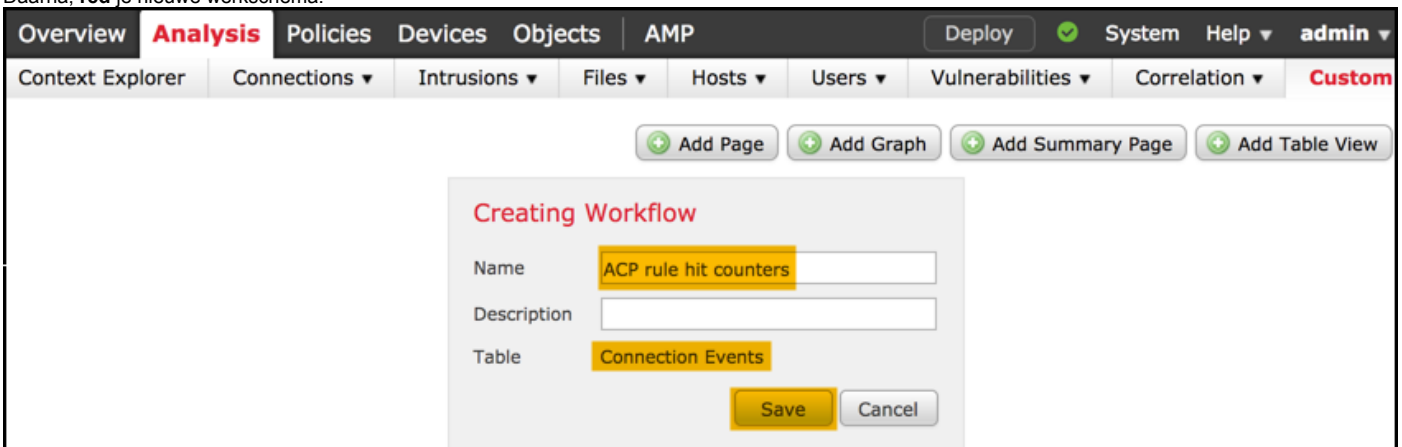 Overview Analysis Policies Devices Objects AMP Deploy System Help admin
Context Explorer Connections Intrusions Files Hosts Users Vulnerabilities Correlation Custom
Add Page Add Graph Add Summary Page Add Table View
Creating Workflow
Name ACP rule hit counters
Description
Table Connection Events
Save Cancel